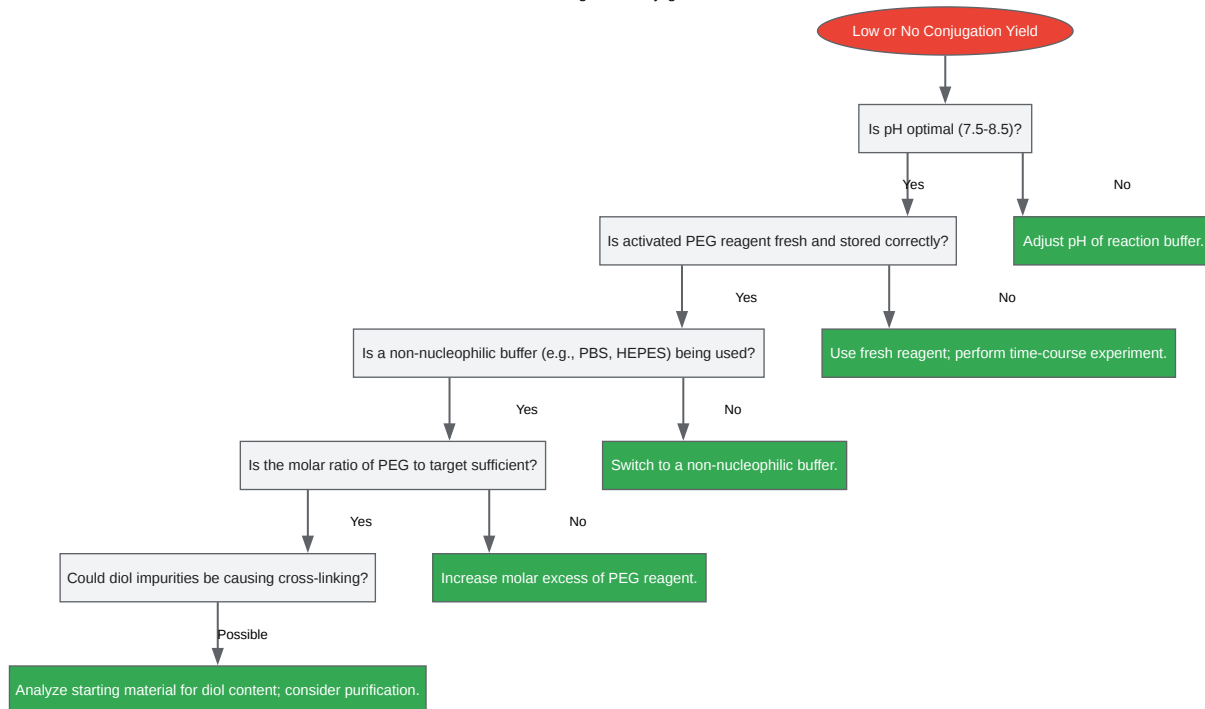 Low or No Conjugation Yield
Is pH optimal (7.5-8.5)?
Yes
No
Is activated PEG reagent fresh and stored correctly?
Adjust pH of reaction buffer.
Yes
No
Is a non-nucleophilic buffer (e.g., PBS, HEPES) being used?
Use fresh reagent; perform time-course experiment.
Yes
No
Is the molar ratio of PEG to target sufficient?
Switch to a non-nucleophilic buffer.
Yes
No
Could diol impurities be causing cross-linking?
Increase molar excess of PEG reagent.
Possible
Analyze starting material for diol content; consider purification.